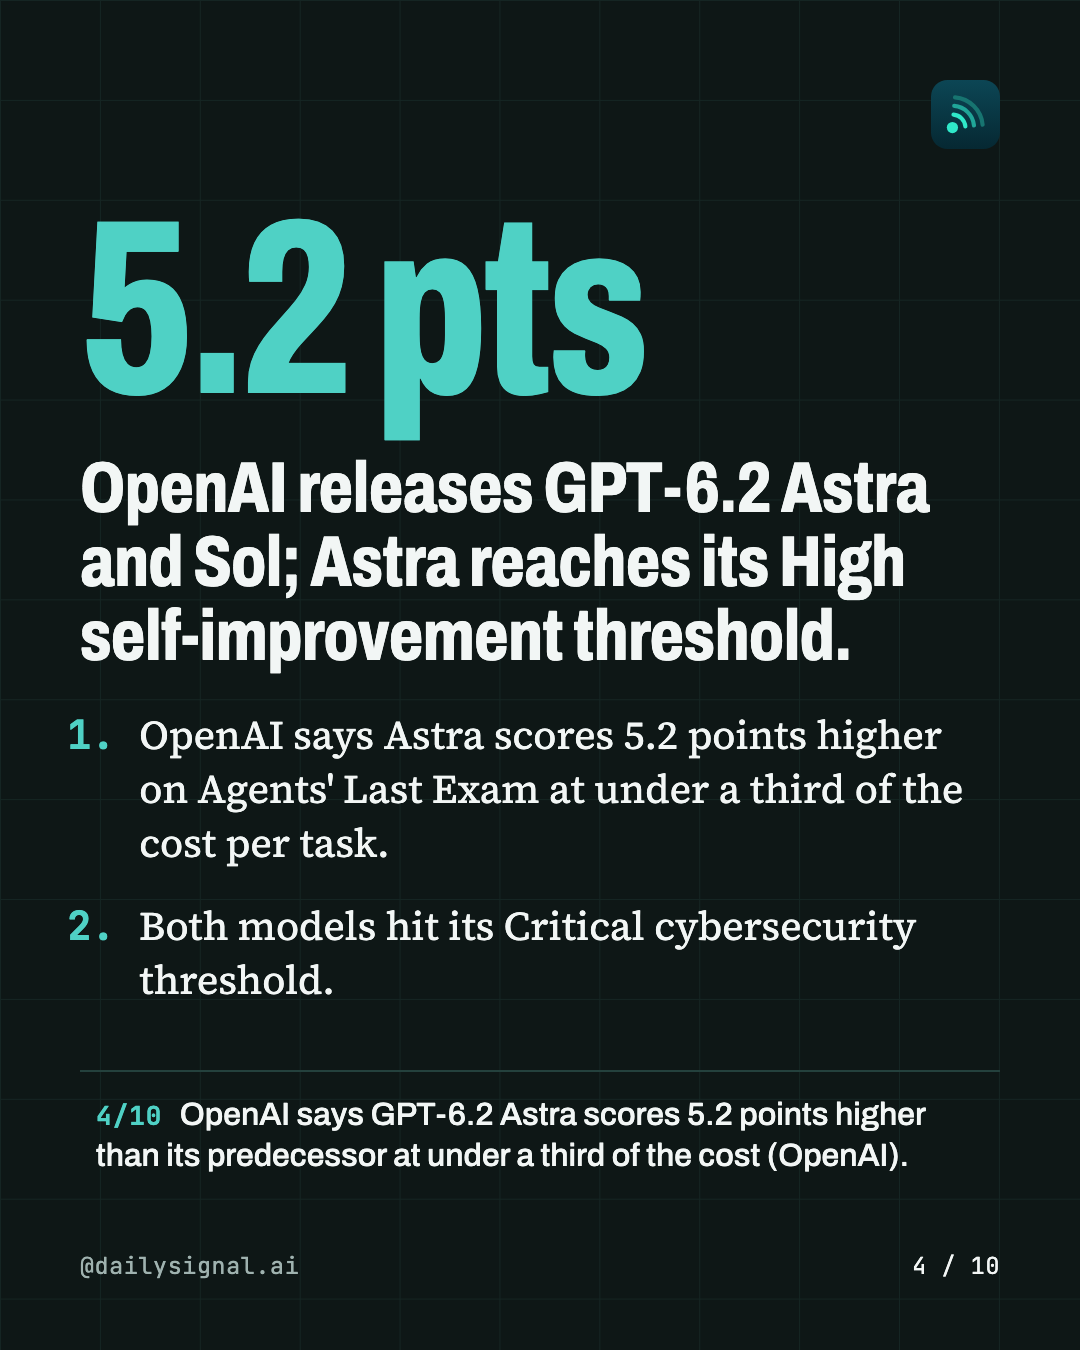 5.2 pts
OpenAI releases GPT-6.2 Astra
and Sol; Astra reaches its High
self-improvement threshold.
1. OpenAI says Astra scores 5.2 points higher
on Agents' Last Exam at under a third of the
cost per task.
2. Both models hit its Critical cybersecurity
threshold.
4/10 OpenAI says GPT-6.2 Astra scores 5.2 points higher
than its predecessor at under a third of the cost (OpenAI).
@dailysignal.ai
4 / 10